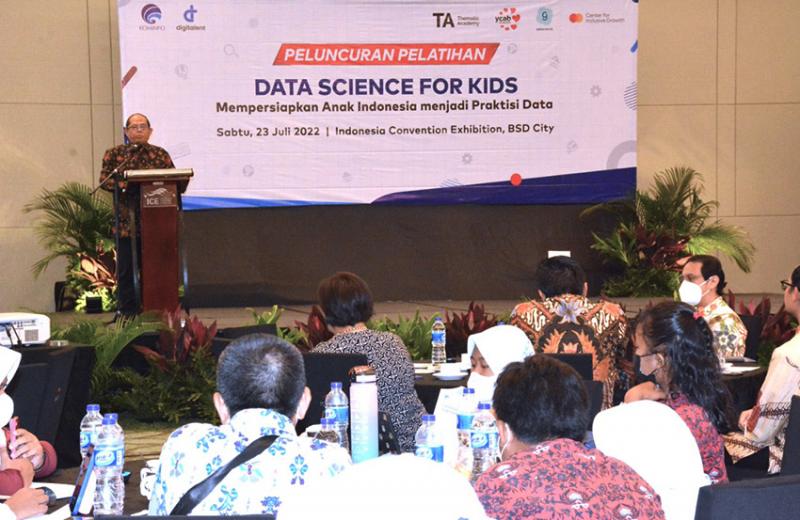 KOMINFO
digitalent
TA Thematic Academy
ycab
Center for Inclusive Growth
PELUNCURAN PELATIHAN
DATA SCIENCE FOR KIDS
Mempersiapkan Anak Indonesia menjadi Praktisi Data
Sabtu, 23 Juli 2022 | Indonesia Convention Exhibition, BSD City
ICE